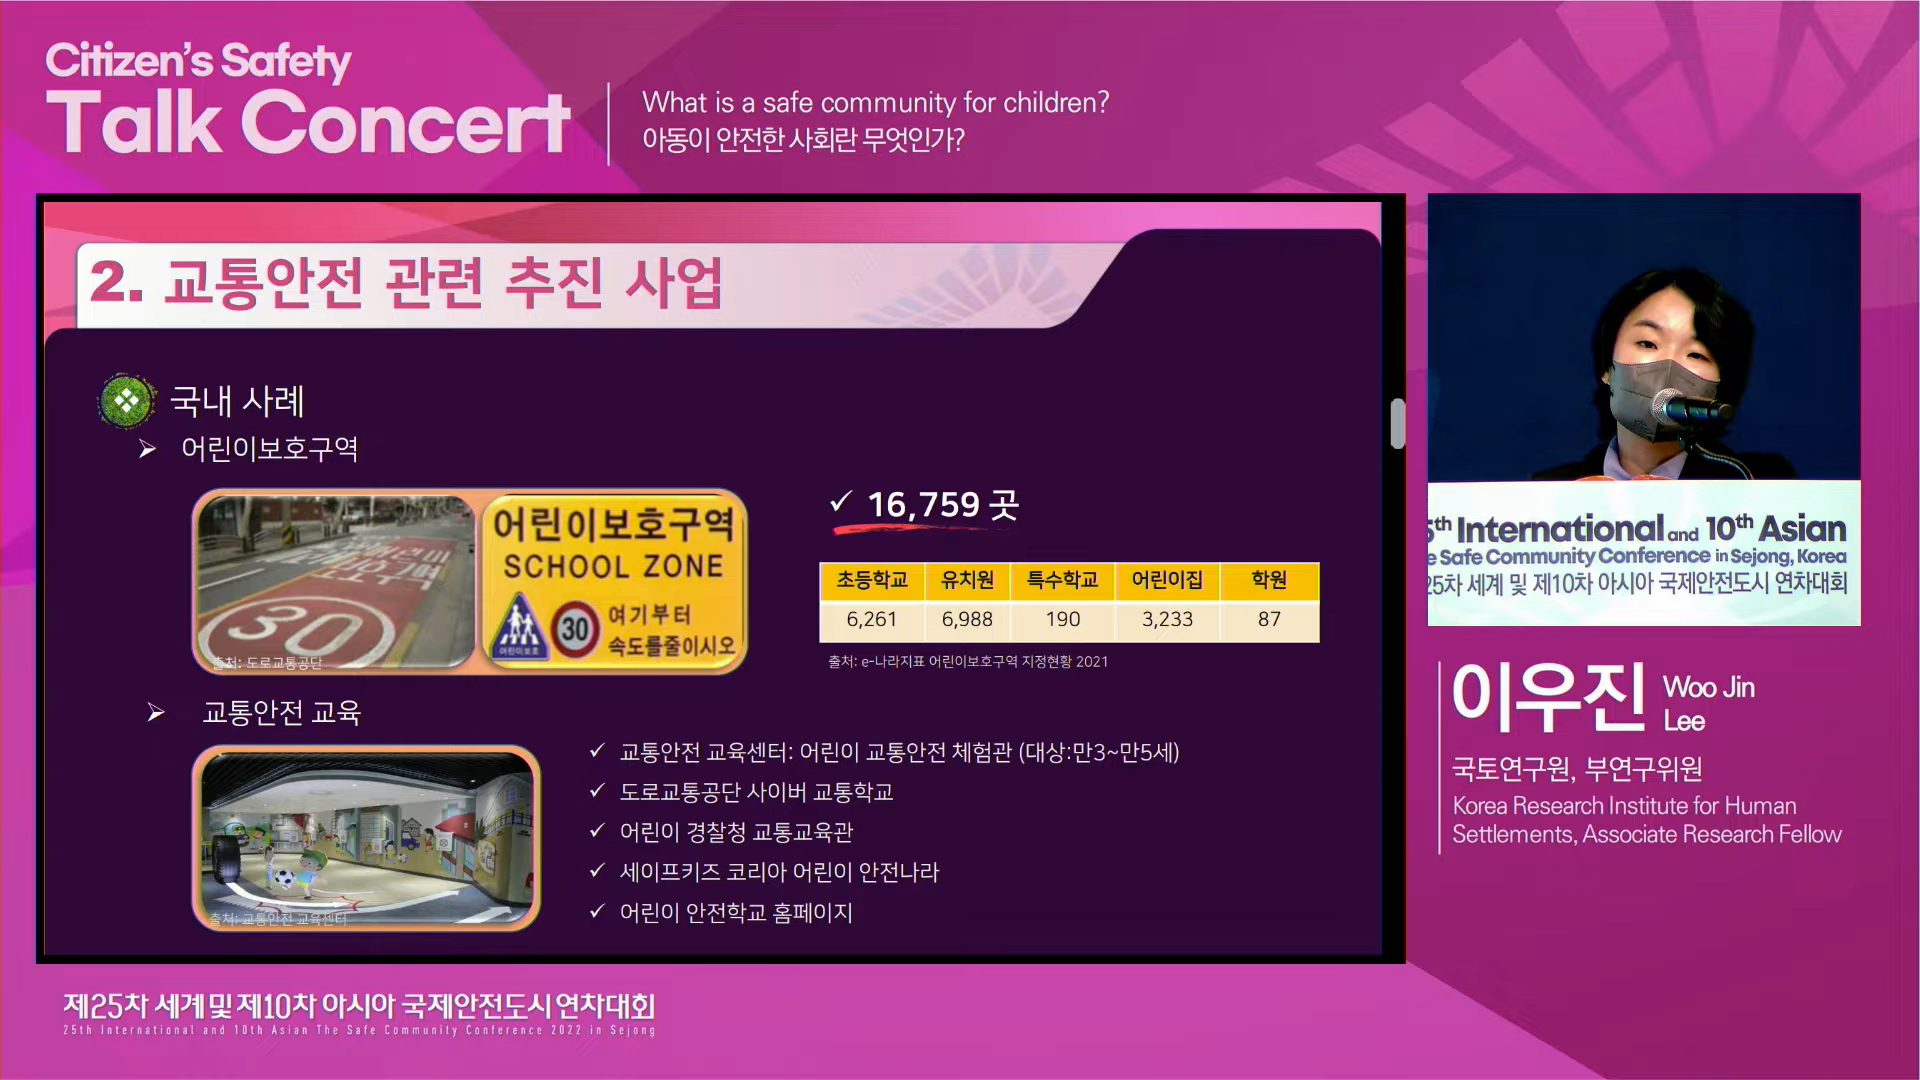 Citizen's Safety
Talk Concert
What is a safe community for children?
아동이 안전한 사회란 무엇인가?
2. 교통안전 관련 추진 사업
국내 사례
어린이보호구역
30
출처: 도로교통공단
어린이보호구역
SCHOOL ZONE
여기부터
속도를줄이시오
30
어린이보호
16,759 곳
초등학교 유치원 특수학교 어린이집 학원
6,261 6,988 190 3,233 87
출처: e-나라지표 어린이보호구역 지정현황 2021
교통안전 교육
출처: 교통안전 교육센터
교통안전 교육센터: 어린이 교통안전 체험관 (대상:만3~만5세)
도로교통공단 사이버 교통학교
어린이 경찰청 교통교육관
세이프키즈 코리아 어린이 안전나라
어린이 안전학교 홈페이지
5th International and 10th Asian
e Safe Community Conference in Sejong, Korea
25차 세계 및 제10차 아시아 국제안전도시 연차대회
이우진 Woo Jin
Lee
국토연구원, 부연구위원
Korea Research Institute for Human
Settlements, Associate Research Fellow
제25차 세계 및 제10차 아시아 국제안전도시 연차대회
25th International and 10th Asian The Safe Community Conference 2022 in Sejong